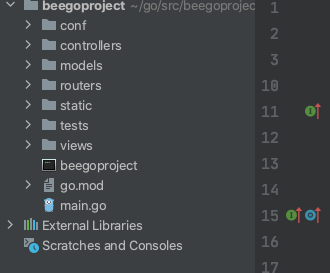 beegoproject ~/go/src/beegoprojec
conf
controllers
models
routers
static
tests
views
beegoproject
go.mod
main.go
External Libraries
Scratches and Consoles
1
2
3
10
11
12
13
14
15
16
17